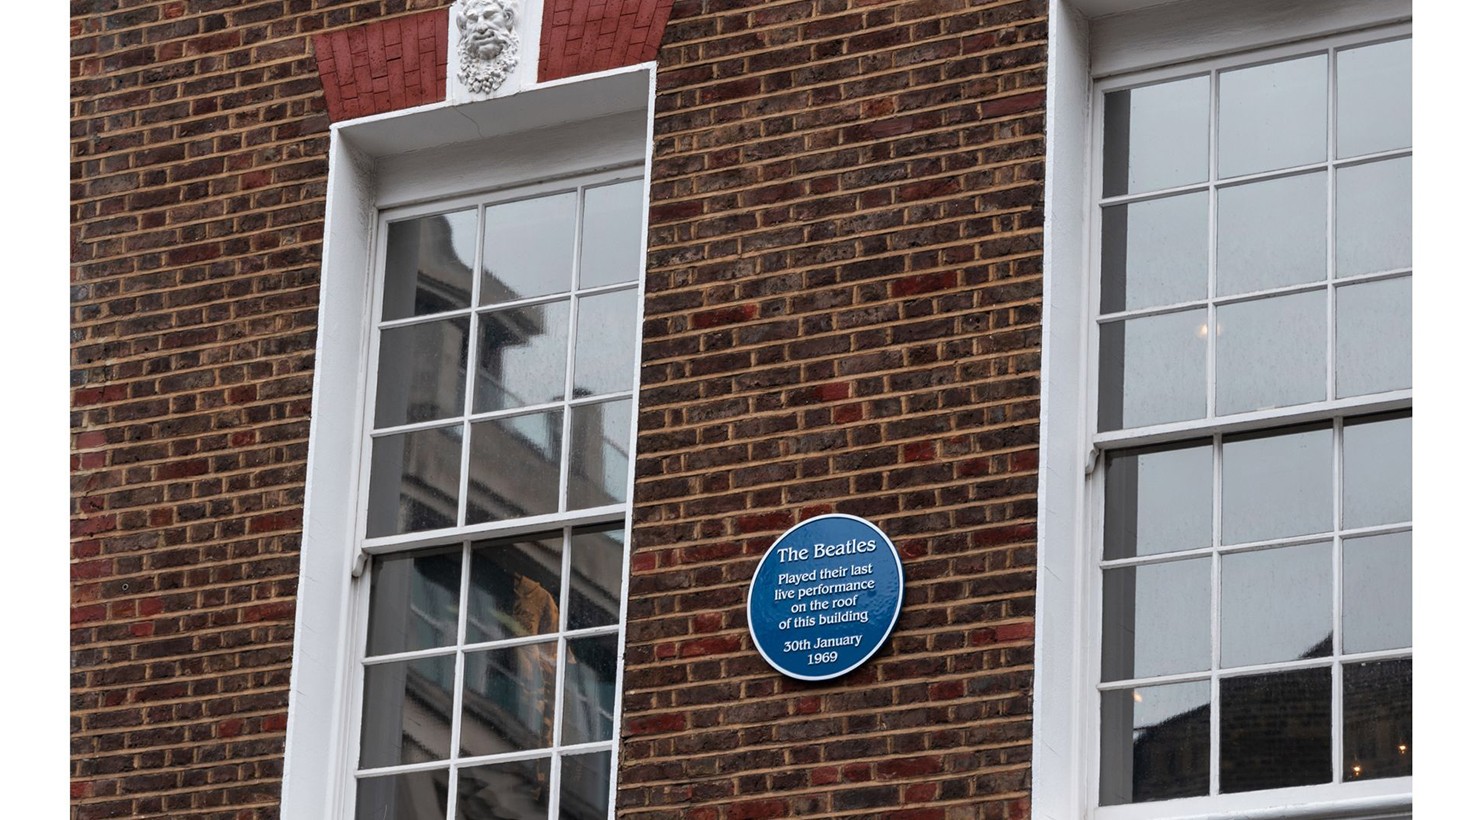 The Beatles
Played their last
live performance
on the roof
of this building
30th January
1969